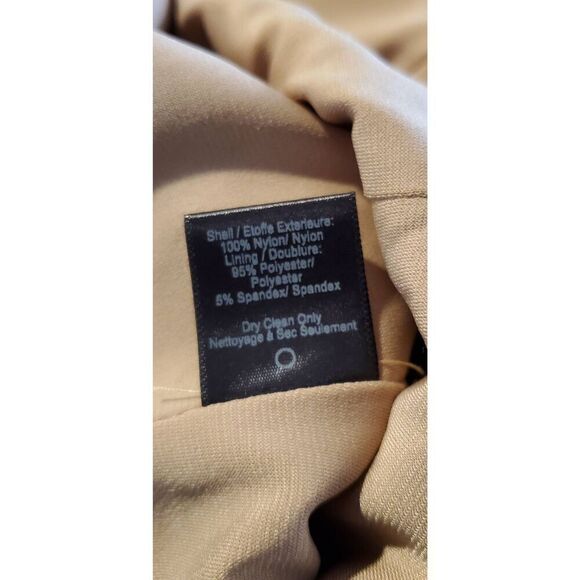 Shell / Etoffe Exterieure:
100% Nylon/ Nylon
Lining / Doublure:
95% Polyester/
Polyester
5% Spandex/ Spandex
Dry Clean Only
Nettoyage à Sec Seulement